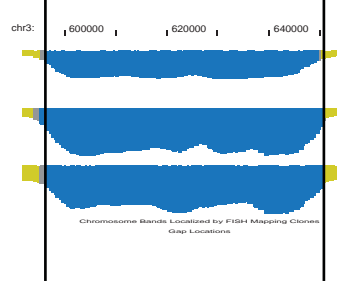 chr3: 600000 620000 640000
Chromosome Bands Localized by FISH Mapping Clones
Gap Locations